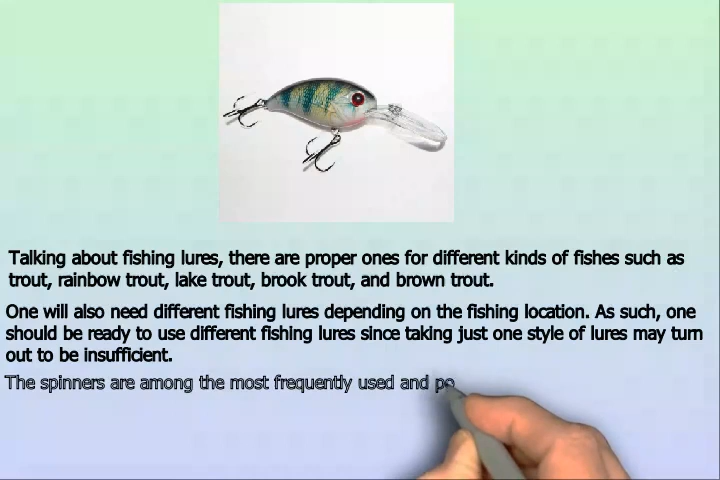 Talking about fishing lures, there are proper ones for different kinds of fishes such as
trout, rainbow trout, lake trout, brook trout, and brown trout.
One will also need different fishing lures depending on the fishing location. As such, one
should be ready to use different fishing lures since taking just one style of lures may turn
out to be insufficient.
The spinners are among the most frequently used and po